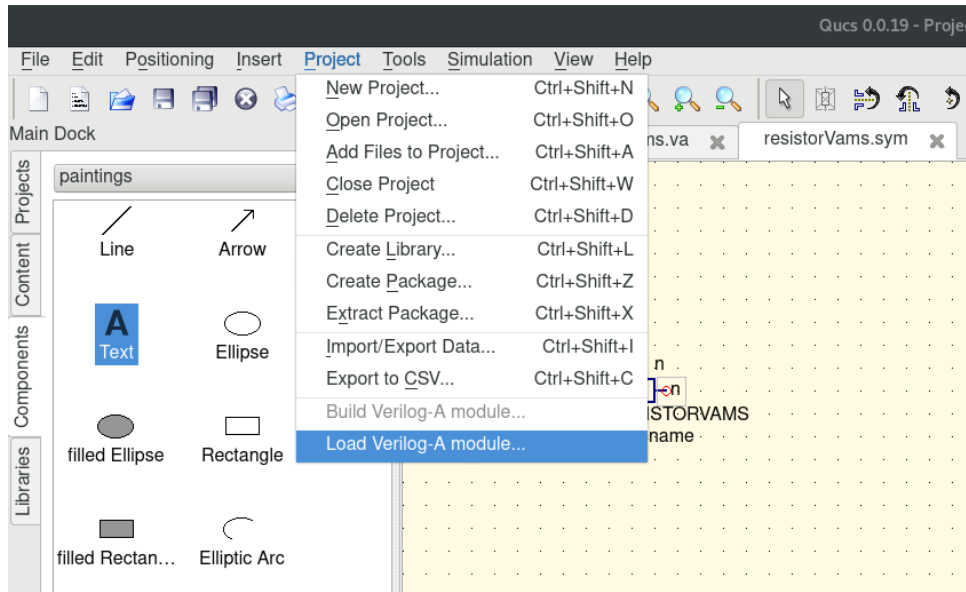 Qucs 0.0.19 - Proje
File Edit Positioning Insert Project Tools Simulation View Help
Main Dock
ms.va
resistorVams.sym
Projects
Content
Components
Libraries
paintings
Line Arrow
A
Text Ellipse
filled Ellipse Rectangle
filled Rectan... Elliptic Arc
New Project... Ctrl+Shift+N
Open Project... Ctrl+Shift+O
Add Files to Project... Ctrl+Shift+A
Close Project Ctrl+Shift+W
Delete Project... Ctrl+Shift+D
Create Library... Ctrl+Shift+L
Create Package... Ctrl+Shift+Z
Extract Package... Ctrl+Shift+X
Import/Export Data... Ctrl+Shift+I
Export to CSV... Ctrl+Shift+C
Build Verilog-A module...
Load Verilog-A module...
n
n
ISTORVAMS
name